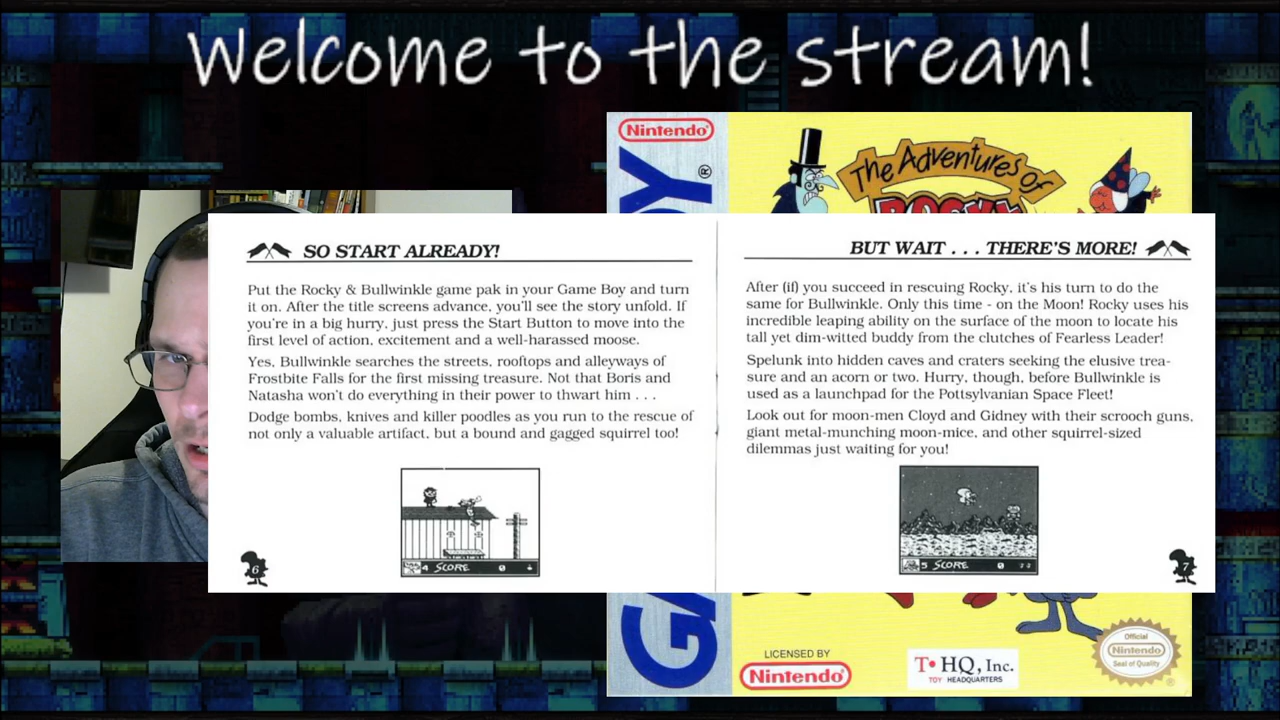 Welcome to the stream!
Nintendo
®
The Adventures of
SO START ALREADY!
Put the Rocky & Bullwinkle game pak in your Game Boy and turn
it on. After the title screens advance, you'll see the story unfold. If
you're in a big hurry, just press the Start Button to move into the
first level of action, excitement and a well-harassed moose.
Yes, Bullwinkle searches the streets, rooftops and alleyways of
Frostbite Falls for the first missing treasure. Not that Boris and
Natasha won't do everything in their power to thwart him . . .
Dodge bombs, knives and killer poodles as you run to the rescue of
not only a valuable artifact, but a bound and gagged squirrel too!
4 SCORE 0
6
BUT WAIT . . . THERE'S MORE!
After (if) you succeed in rescuing Rocky, it's his turn to do the
same for Bullwinkle. Only this time - on the Moon! Rocky uses his
incredible leaping ability on the surface of the moon to locate his
tall yet dim-witted buddy from the clutches of Fearless Leader!
Spelunk into hidden caves and craters seeking the elusive trea-
sure and an acorn or two. Hurry, though, before Bullwinkle is
used as a launchpad for the Pottsylvanian Space Fleet!
Look out for moon-men Cloyd and Gidney with their scrooch guns,
giant metal-munching moon-mice, and other squirrel-sized
dilemmas just waiting for you!
5 SCORE 0
7
LICENSED BY
Nintendo
T•HQ, Inc.
TOY HEADQUARTERS
Official
Nintendo
Seal of Quality